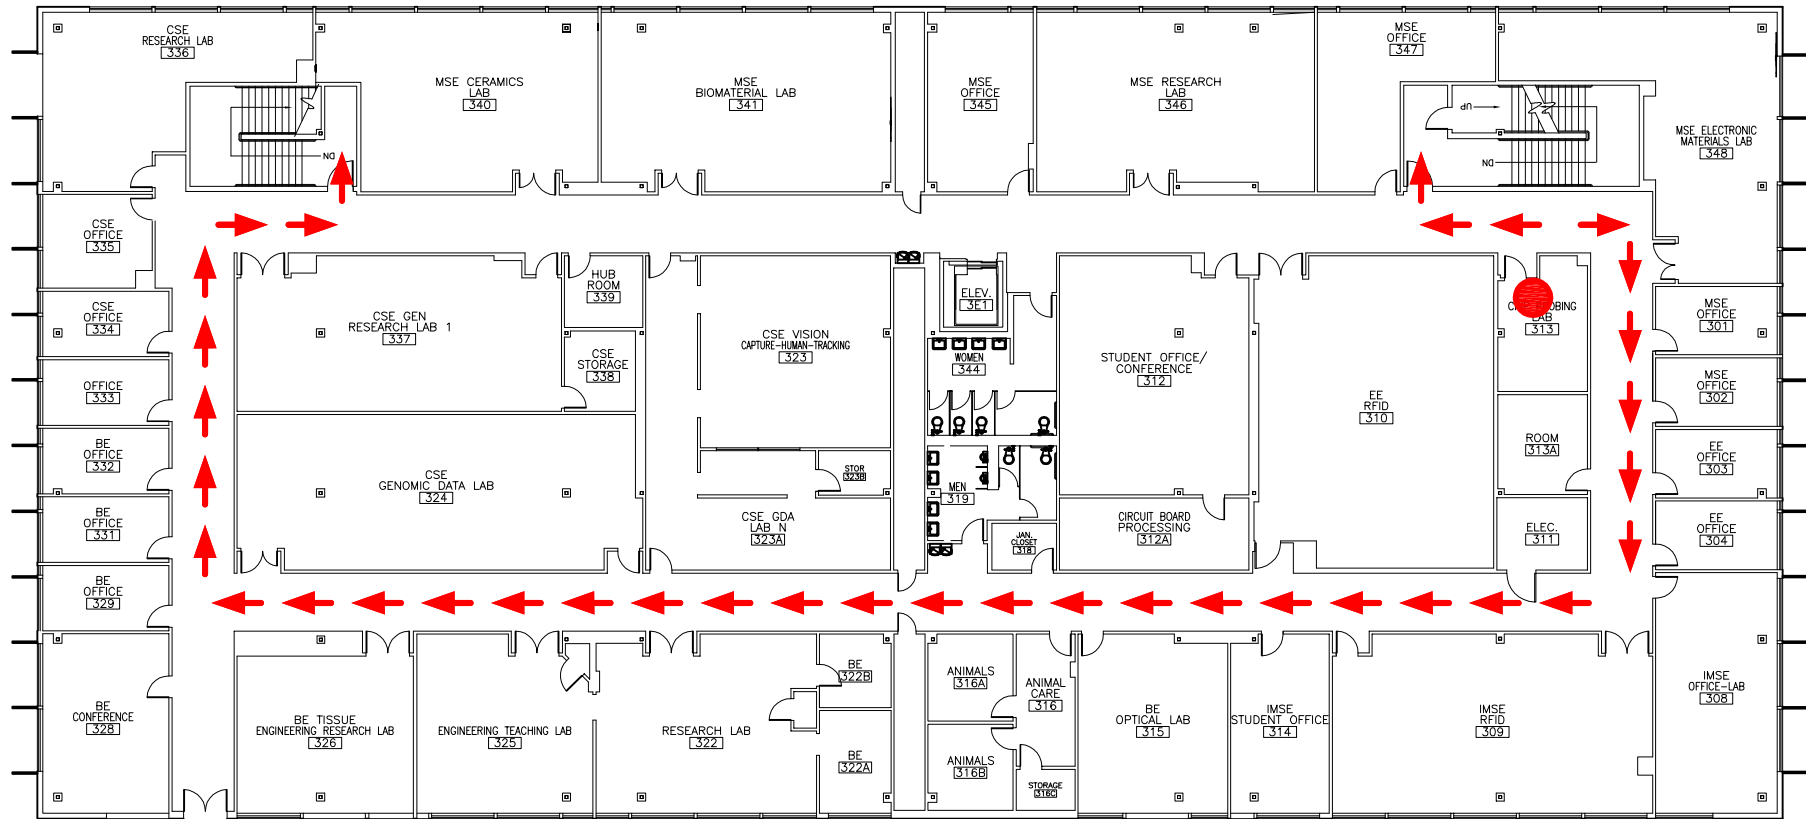 CSE
RESEARCH LAB
336
MSE CERAMICS
LAB
340
MSE
BIOMATERIAL LAB
341
MSE
OFFICE
345
MSE RESEARCH
LAB
346
MSE
OFFICE
347
MSE ELECTRONIC
MATERIALS LAB
348
DN
UP
DN
CSE
OFFICE
335
CSE
OFFICE
334
OFFICE
333
BE
OFFICE
332
BE
OFFICE
331
BE
OFFICE
329
BE
CONFERENCE
328
CSE GEN
RESEARCH LAB 1
337
HUB
ROOM
339
CSE
STORAGE
338
CSE
GENOMIC DATA LAB
324
CSE VISION
CAPTURE-HUMAN-TRACKING
323
STOR
323B
CSE GDA
LAB N
323A
ELEV.
3E1
WOMEN
344
MEN
319
JAN.
CLOSET
318
STUDENT OFFICE/
CONFERENCE
312
CIRCUIT BOARD
PROCESSING
312A
EE
RFID
310
LAB
313
ROOM
313A
ELEC.
311
MSE
OFFICE
301
MSE
OFFICE
302
EE
OFFICE
303
EE
OFFICE
304
IMSE
OFFICE-LAB
308
BE TISSUE
ENGINEERING RESEARCH LAB
326
ENGINEERING TEACHING LAB
325
RESEARCH LAB
322
BE
322B
BE
322A
ANIMALS
316A
ANIMALS
316B
ANIMAL
CARE
316
STORAGE
316C
BE
OPTICAL LAB
315
IMSE
STUDENT OFFICE
314
IMSE
RFID
309